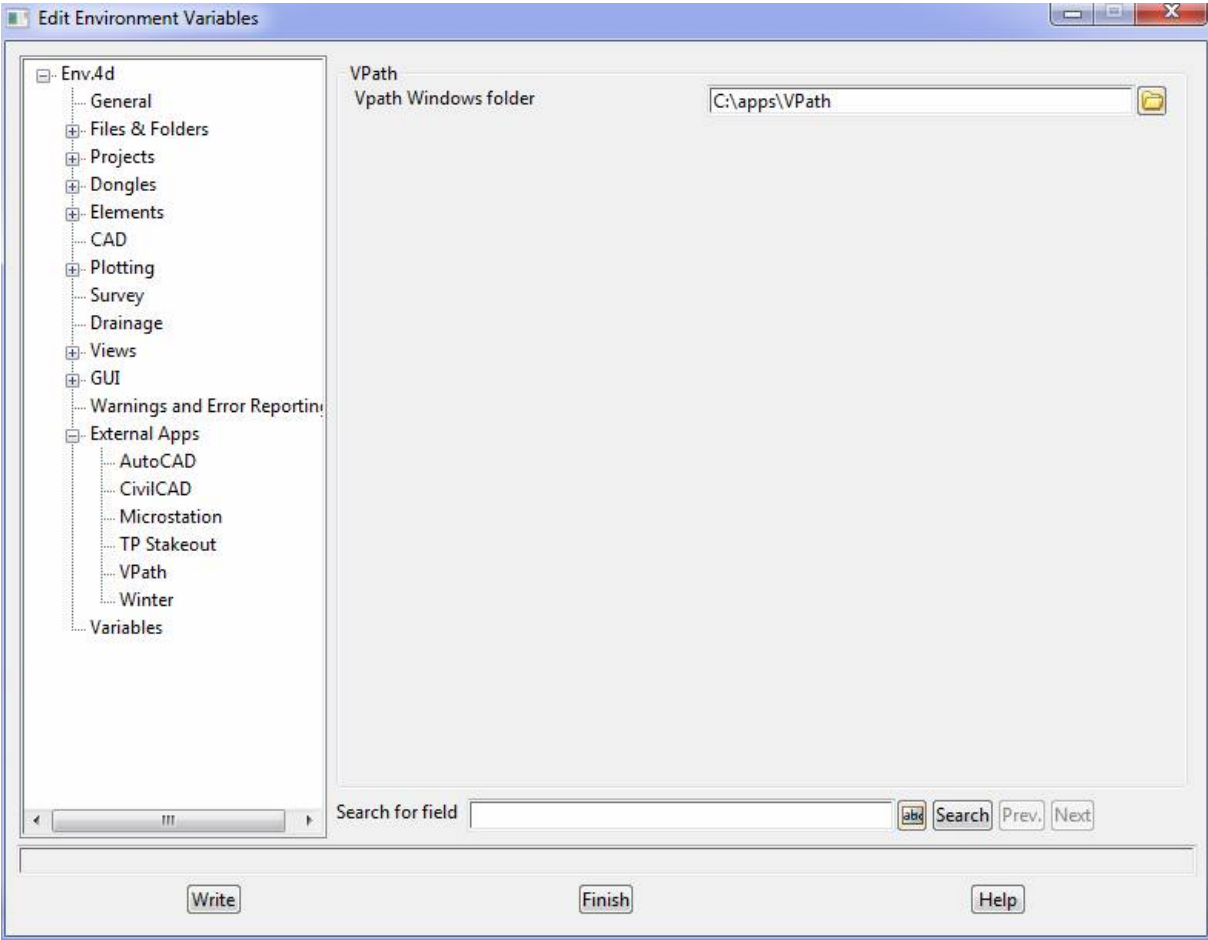 Edit Environment Variables
Env.4d
General
Files & Folders
Projects
Dongles
Elements
CAD
Plotting
Survey
Drainage
Views
GUI
Warnings and Error Reporting
External Apps
AutoCAD
CivilCAD
Microstation
TP Stakeout
VPath
Winter
Variables
VPath
Vpath Windows folder C:\apps\VPath
Search for field abc Search Prev. Next
Write Finish Help